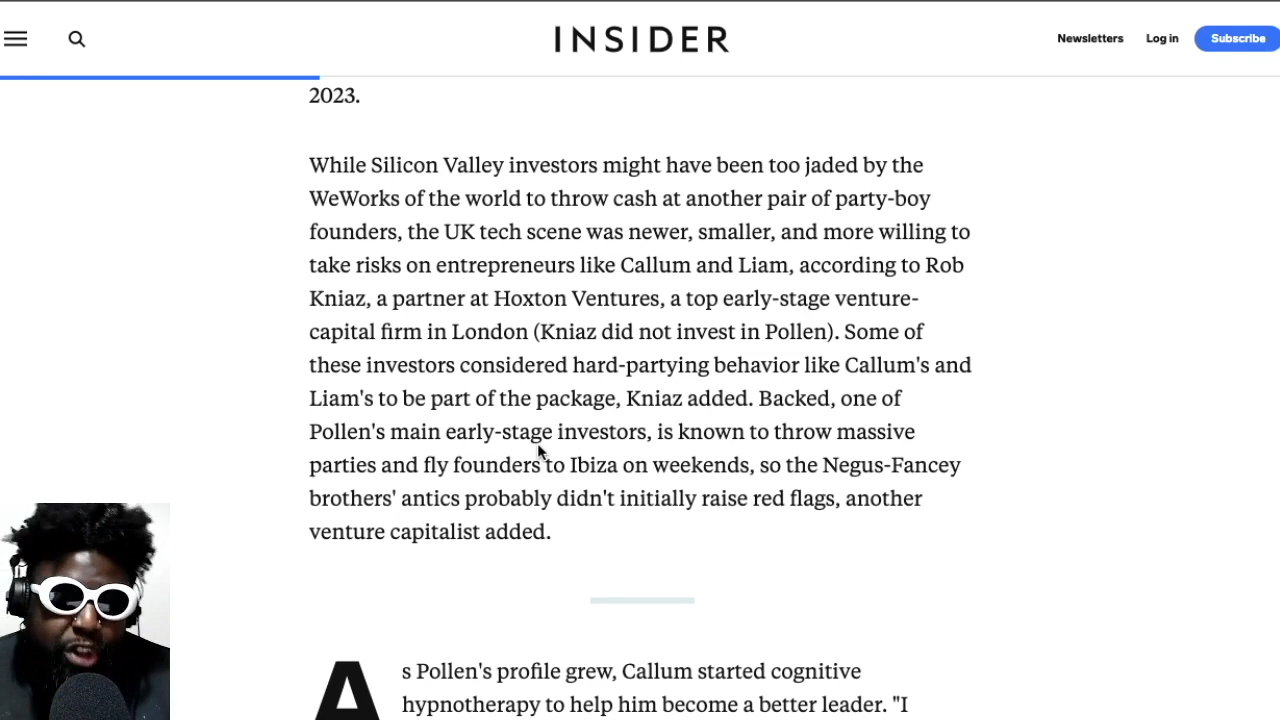 INSIDER
Newsletters
Log in
Subscribe
2023.
While Silicon Valley investors might have been too jaded by the
WeWorks of the world to throw cash at another pair of party-boy
founders, the UK tech scene was newer, smaller, and more willing to
take risks on entrepreneurs like Callum and Liam, according to Rob
Kniaz, a partner at Hoxton Ventures, a top early-stage venture-
capital firm in London (Kniaz did not invest in Pollen). Some of
these investors considered hard-partying behavior like Callum's and
Liam's to be part of the package, Kniaz added. Backed, one of
Pollen's main early-stage investors, is known to throw massive
parties and fly founders to Ibiza on weekends, so the Negus-Fancey
brothers' antics probably didn't initially raise red flags, another
venture capitalist added.
As Pollen's profile grew, Callum started cognitive
hypnotherapy to help him become a better leader. "I